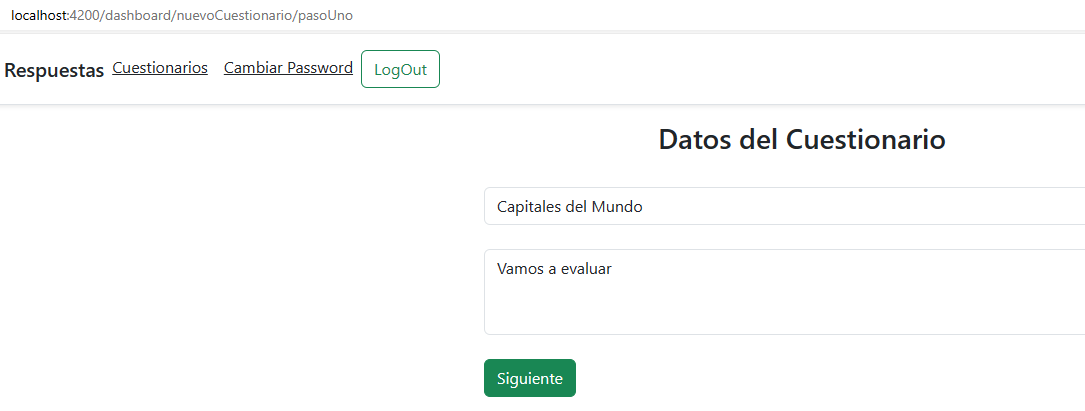 localhost:4200/dashboard/nuevoCuestionario/pasoUno
Respuestas Cuestionarios Cambiar Password LogOut
Datos del Cuestionario
Capitales del Mundo
Vamos a evaluar
Siguiente